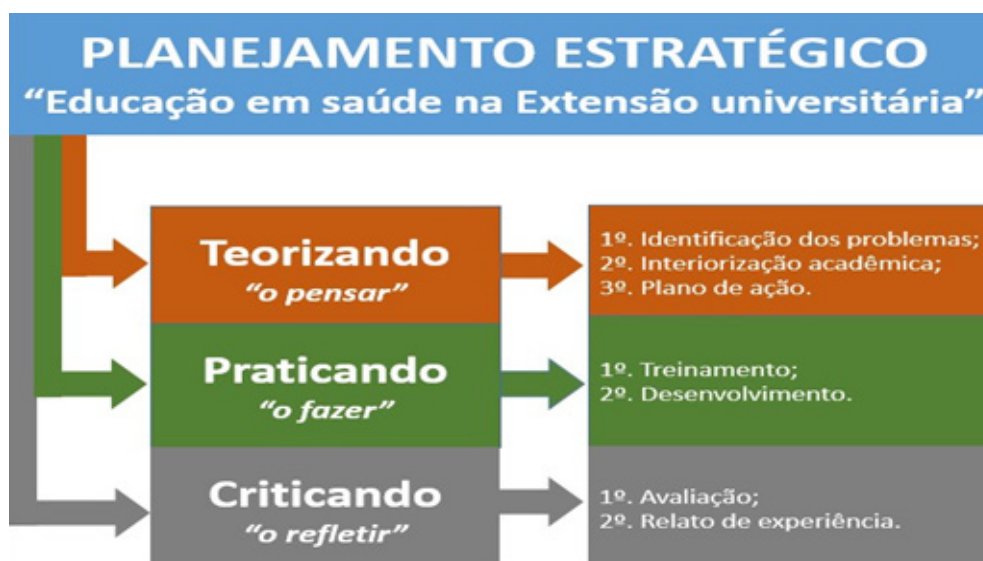 PLANEJAMENTO ESTRATÉGICO
“Educação em saúde na Extensão universitária”
Teorizando
“o pensar”
1º. Identificação dos problemas;
2º. Interiorização acadêmica;
3º. Plano de ação.
Praticando
“o fazer”
1º. Treinamento;
2º. Desenvolvimento.
Criticando
“o refletir”
1º. Avaliação;
2º. Relato de experiência.